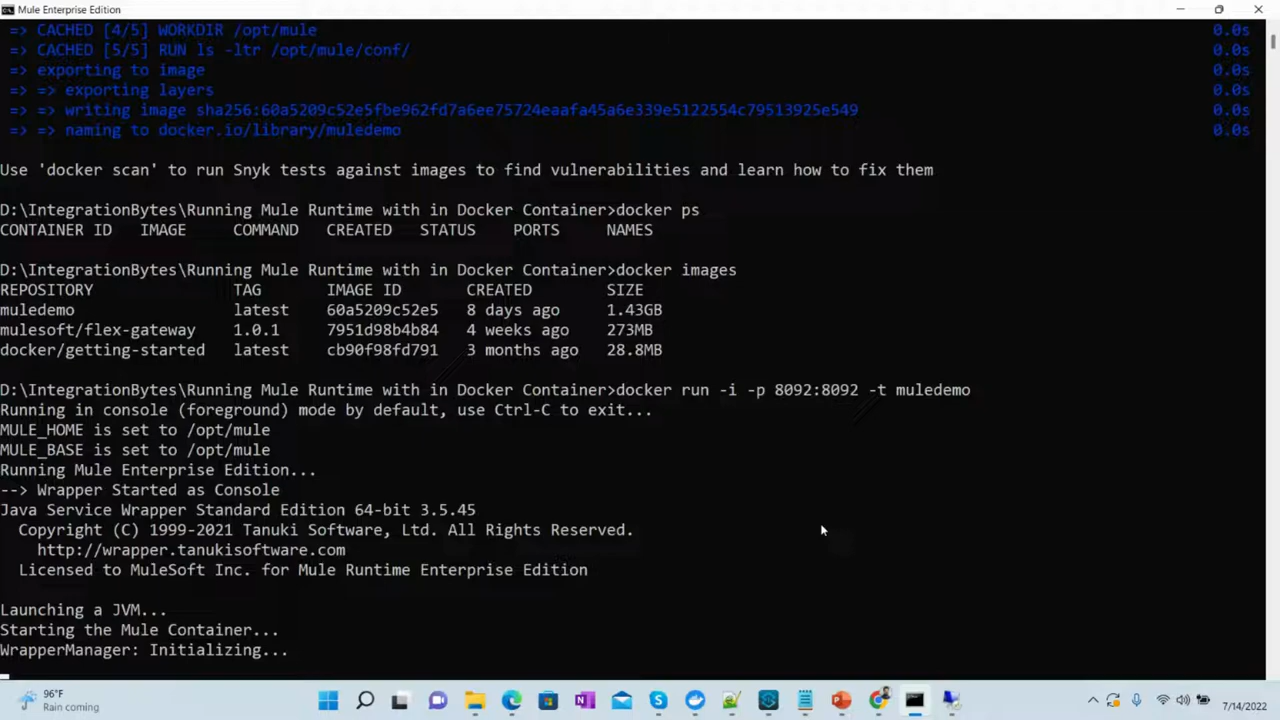 Mule Enterprise Edition
=> CACHED [4/5] WORKDIR /opt/mule 0.0s
=> CACHED [5/5] RUN ls -ltr /opt/mule/conf/ 0.0s
=> exporting to image 0.0s
=> => exporting layers 0.0s
=> => writing image sha256:60a5209c52e5fbe962fd7a6ee75724eaafa45a6e339e5122554c79513925e549 0.0s
=> => naming to docker.io/library/muledemo 0.0s
Use 'docker scan' to run Snyk tests against images to find vulnerabilities and learn how to fix them
D:\IntegrationBytes\Running Mule Runtime with in Docker Container>docker ps
CONTAINER ID IMAGE COMMAND CREATED STATUS PORTS NAMES
D:\IntegrationBytes\Running Mule Runtime with in Docker Container>docker images
REPOSITORY TAG IMAGE ID CREATED SIZE
muledemo latest 60a5209c52e5 8 days ago 1.43GB
mulesoft/flex-gateway 1.0.1 7951d98b4b84 4 weeks ago 273MB
docker/getting-started latest cb90f98fd791 3 months ago 28.8MB
D:\IntegrationBytes\Running Mule Runtime with in Docker Container>docker run -i -p 8092:8092 -t muledemo
Running in console (foreground) mode by default, use Ctrl-C to exit...
MULE_HOME is set to /opt/mule
MULE_BASE is set to /opt/mule
Running Mule Enterprise Edition...
--> Wrapper Started as Console
Java Service Wrapper Standard Edition 64-bit 3.5.45
Copyright (C) 1999-2021 Tanuki Software, Ltd. All Rights Reserved.
http://wrapper.tanukisoftware.com
Licensed to MuleSoft Inc. for Mule Runtime Enterprise Edition
Launching a JVM...
Starting the Mule Container...
WrapperManager: Initializing...
96°F
Rain coming
7/14/2022